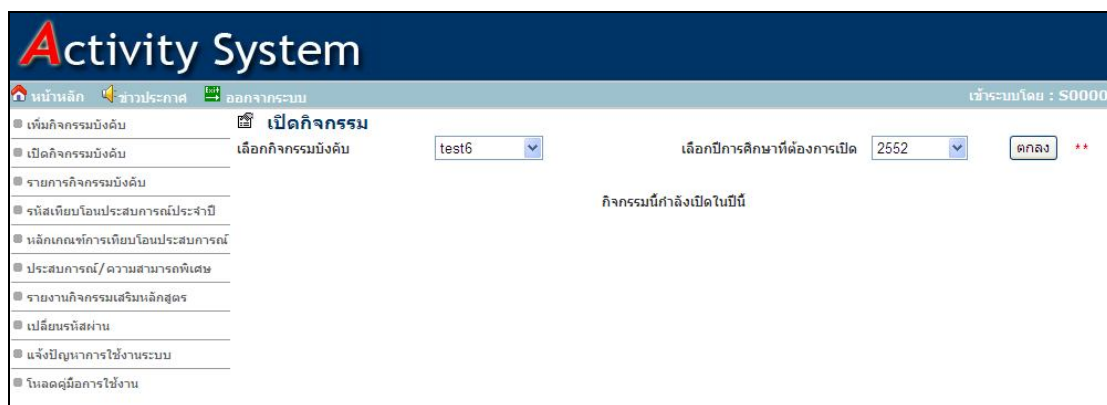 Activity System
หน้าหลัก ข่าวประกาศ Exit ออกจากระบบ เข้าระบบโดย : S0000
เพิ่มกิจกรรมบังคับ
เปิดกิจกรรมบังคับ
รายการกิจกรรมบังคับ
รหัสเทียบโอนประสบการณ์ประจำปี
หลักเกณฑ์การเทียบโอนประสบการณ์
ประสบการณ์/ความสามารถพิเศษ
รายงานกิจกรรมเสริมหลักสูตร
เปลี่ยนรหัสผ่าน
แจ้งปัญหาการใช้งานระบบ
โหลดคู่มือการใช้งาน
เปิดกิจกรรม
เลือกกิจกรรมบังคับ test6 เลือกปีการศึกษาที่ต้องการเปิด 2552 ตกลง **
กิจกรรมนี้กำลังเปิดในปีนี้